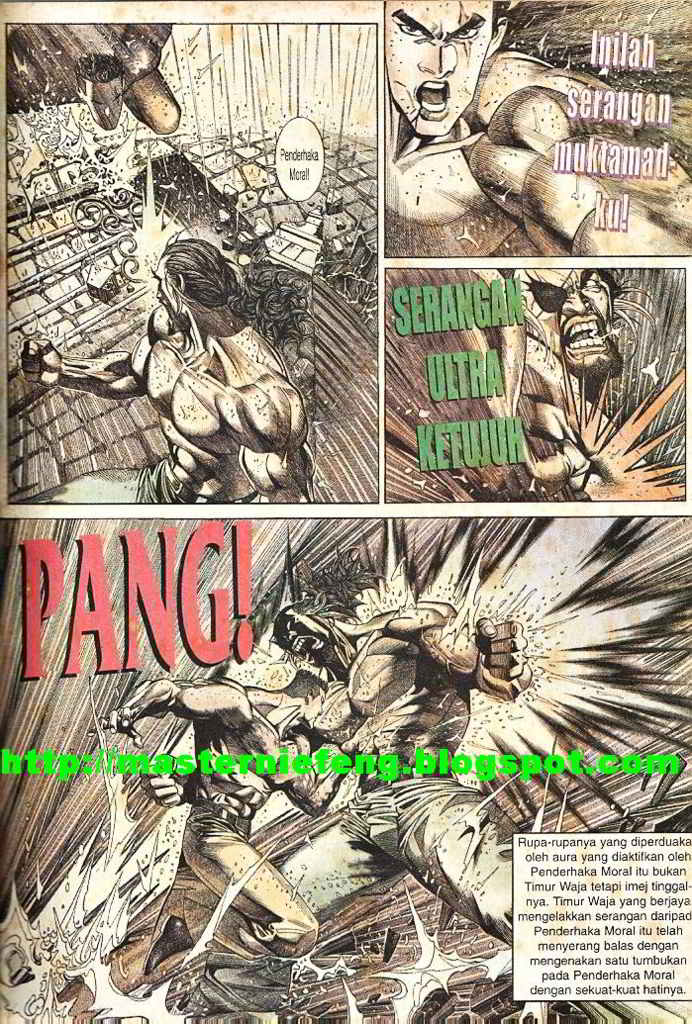 Penderhaka
Moral!
Inilah
serangan
muktamad-
ku!
SERANGAN
ULTRA
KETUJUH
PANG!
http://masterniefeng.blogspot.com
Rupa-rupanya yang diperduaka
oleh aura yang diaktifkan oleh
Penderhaka Moral itu bukan
Timur Waja tetapi imej tinggal-
nya. Timur Waja yang berjaya
mengelakkan serangan daripad
Penderhaka Moral itu telah
menyerang balas dengan
mengenakan satu tumbukan
pada Penderhaka Moral
dengan sekuat-kuat hatinya.